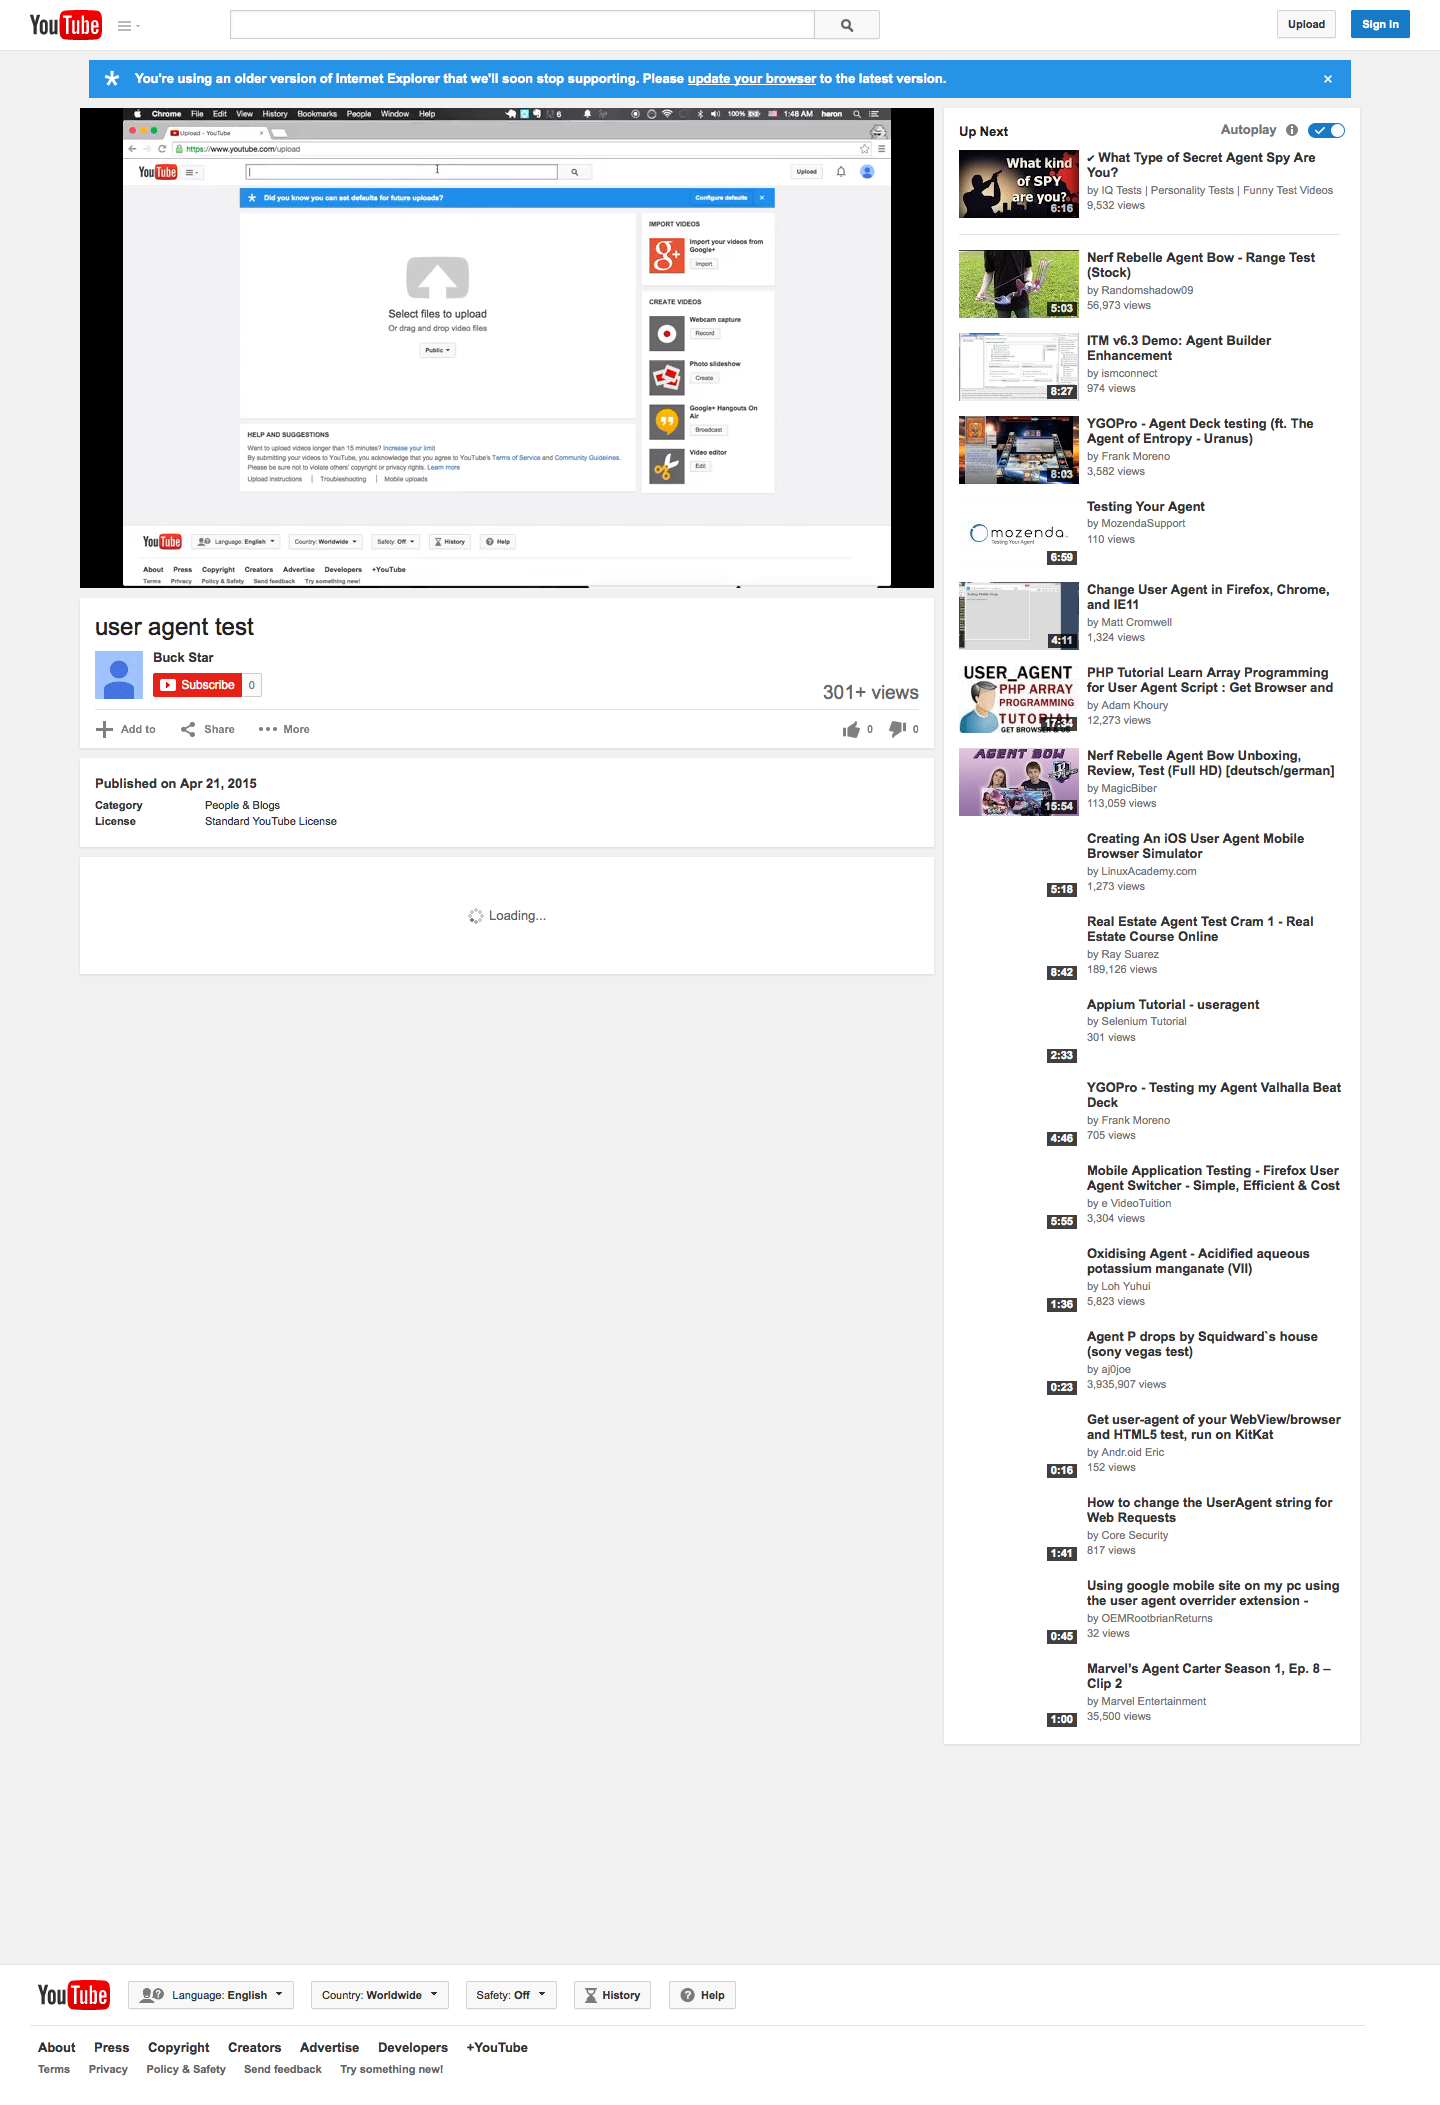 YouTube
Upload
Sign in
You're using an older version of Internet Explorer that we'll soon stop supporting. Please update your browser to the latest version.
Chrome File Edit View History Bookmarks People Window Help
6
100%
1:48 AM heron
Upload - YouTube
https://www.youtube.com/upload
YouTube
Upload
Did you know you can set defaults for future uploads?
Configure defaults
Select files to upload
Or drag and drop video files
Public
IMPORT VIDEOS
Import your videos from
Google+
Import
CREATE VIDEOS
Webcam capture
Record
Photo slideshow
Create
Google+ Hangouts On
Air
Broadcast
Video editor
Edit
HELP AND SUGGESTIONS
Want to upload videos longer than 15 minutes? Increase your limit
By submitting your videos to YouTube, you acknowledge that you agree to YouTube's Terms of Service and Community Guidelines.
Please be sure not to violate others' copyright or privacy rights. Learn more
Upload instructions | Troubleshooting | Mobile uploads
YouTube
Language: English
Country: Worldwide
Safety: Off
History
Help
About Press Copyright Creators Advertise Developers +YouTube
Terms Privacy Policy & Safety Send feedback Try something new!
user agent test
Buck Star
Subscribe 0
301+ views
Add to Share More
0 0
Published on Apr 21, 2015
Category People & Blogs
License Standard YouTube License
Loading...
Up Next
Autoplay
What kind
of SPY
are you?
6:16
✔ What Type of Secret Agent Spy Are
You?
by IQ Tests | Personality Tests | Funny Test Videos
9,532 views
5:03
Nerf Rebelle Agent Bow - Range Test
(Stock)
by Randomshadow09
56,973 views
8:27
ITM v6.3 Demo: Agent Builder
Enhancement
by ismconnect
974 views
8:03
YGOPro - Agent Deck testing (ft. The
Agent of Entropy - Uranus)
by Frank Moreno
3,582 views
mozenda
Testing Your Agent
6:59
Testing Your Agent
by MozendaSupport
110 views
4:11
Change User Agent in Firefox, Chrome,
and IE11
by Matt Cromwell
1,324 views
USER_AGENT
PHP ARRAY
PROGRAMMING
TUTORIAL
GET BROWSER & OS
17:34
PHP Tutorial Learn Array Programming
for User Agent Script : Get Browser and
by Adam Khoury
12,273 views
AGENT BOW
15:54
Nerf Rebelle Agent Bow Unboxing,
Review, Test (Full HD) [deutsch/german]
by MagicBiber
113,059 views
5:18
Creating An iOS User Agent Mobile
Browser Simulator
by LinuxAcademy.com
1,273 views
8:42
Real Estate Agent Test Cram 1 - Real
Estate Course Online
by Ray Suarez
189,126 views
2:33
Appium Tutorial - useragent
by Selenium Tutorial
301 views
4:46
YGOPro - Testing my Agent Valhalla Beat
Deck
by Frank Moreno
705 views
5:55
Mobile Application Testing - Firefox User
Agent Switcher - Simple, Efficient & Cost
by e VideoTuition
3,304 views
1:36
Oxidising Agent - Acidified aqueous
potassium manganate (VII)
by Loh Yuhui
5,823 views
0:23
Agent P drops by Squidward`s house
(sony vegas test)
by aj0joe
3,935,907 views
0:16
Get user-agent of your WebView/browser
and HTML5 test, run on KitKat
by Andr.oid Eric
152 views
1:41
How to change the UserAgent string for
Web Requests
by Core Security
817 views
0:45
Using google mobile site on my pc using
the user agent overrider extension -
by OEMRootbrianReturns
32 views
1:00
Marvel's Agent Carter Season 1, Ep. 8 –
Clip 2
by Marvel Entertainment
35,500 views
YouTube
Language: English
Country: Worldwide
Safety: Off
History
Help
About Press Copyright Creators Advertise Developers +YouTube
Terms Privacy Policy & Safety Send feedback Try something new!